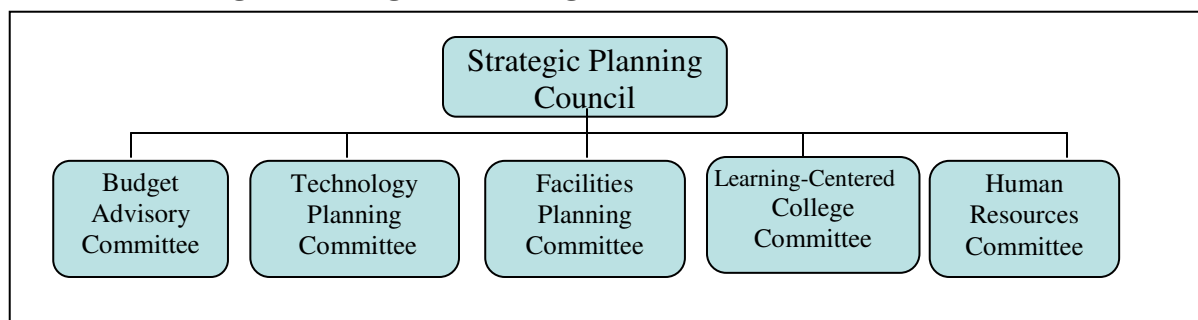 Strategic Planning
Council
Budget
Advisory
Committee
Technology
Planning
Committee
Facilities
Planning
Committee
Learning-Centered
College
Committee
Human
Resources
Committee